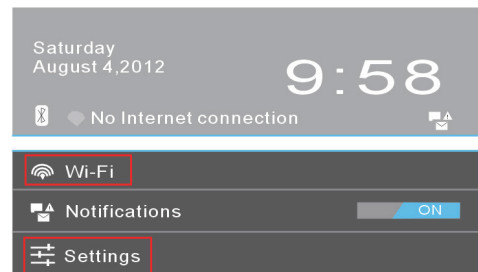 Saturday
August 4,2012
9:58
No Internet connection
Wi-Fi
Notifications ON
Settings